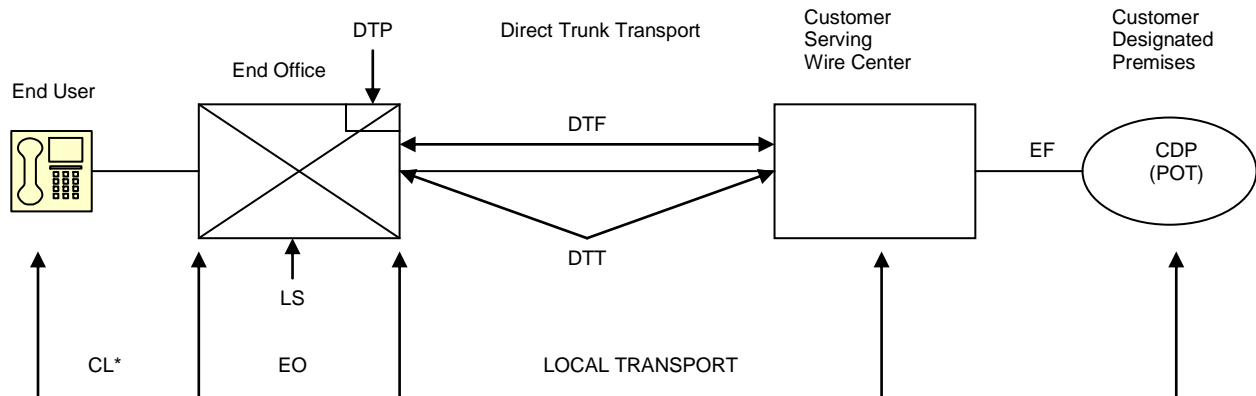 DTP
Direct Trunk Transport
Customer
Serving
Wire Center
Customer
Designated
Premises
End Office
End User
DTF
EF
CDP
(POT)
DTT
LS
CL*
EO
LOCAL TRANSPORT